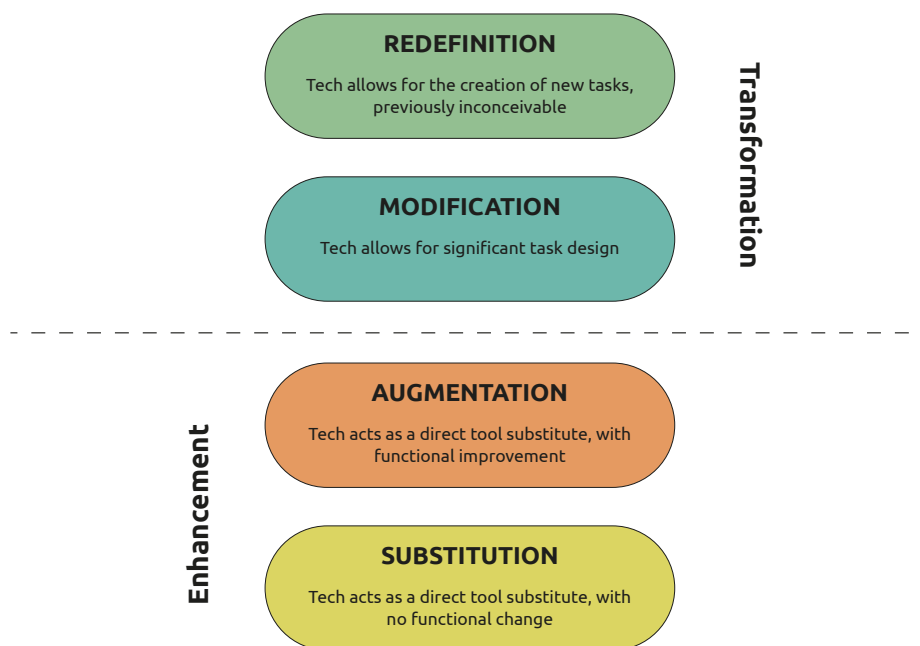 REDEFINITION
Tech allows for the creation of new tasks,
previously inconceivable
Transformation
MODIFICATION
Tech allows for significant task design
AUGMENTATION
Tech acts as a direct tool substitute, with
functional improvement
Enhancement
SUBSTITUTION
Tech acts as a direct tool substitute, with
no functional change